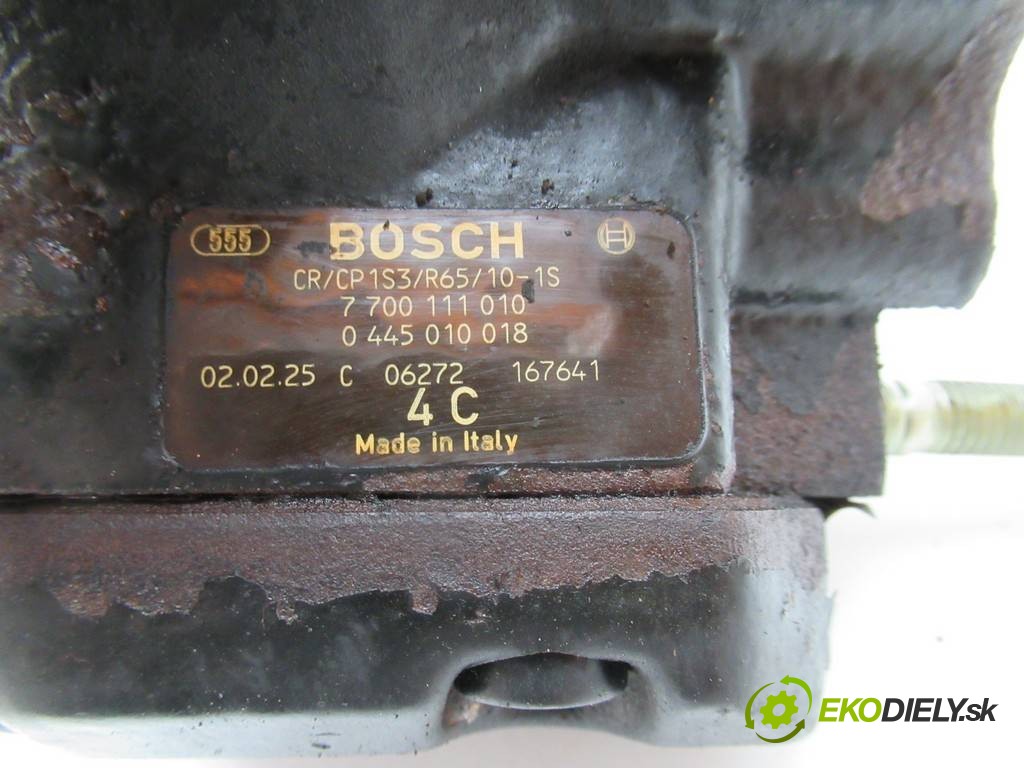 555 BOSCH
CR/CP1S3/R65/10-1S
7 700 111 010
0 445 010 018
02.02.25 C 06272 167641
4 C
Made in Italy
EKODIELY.sk